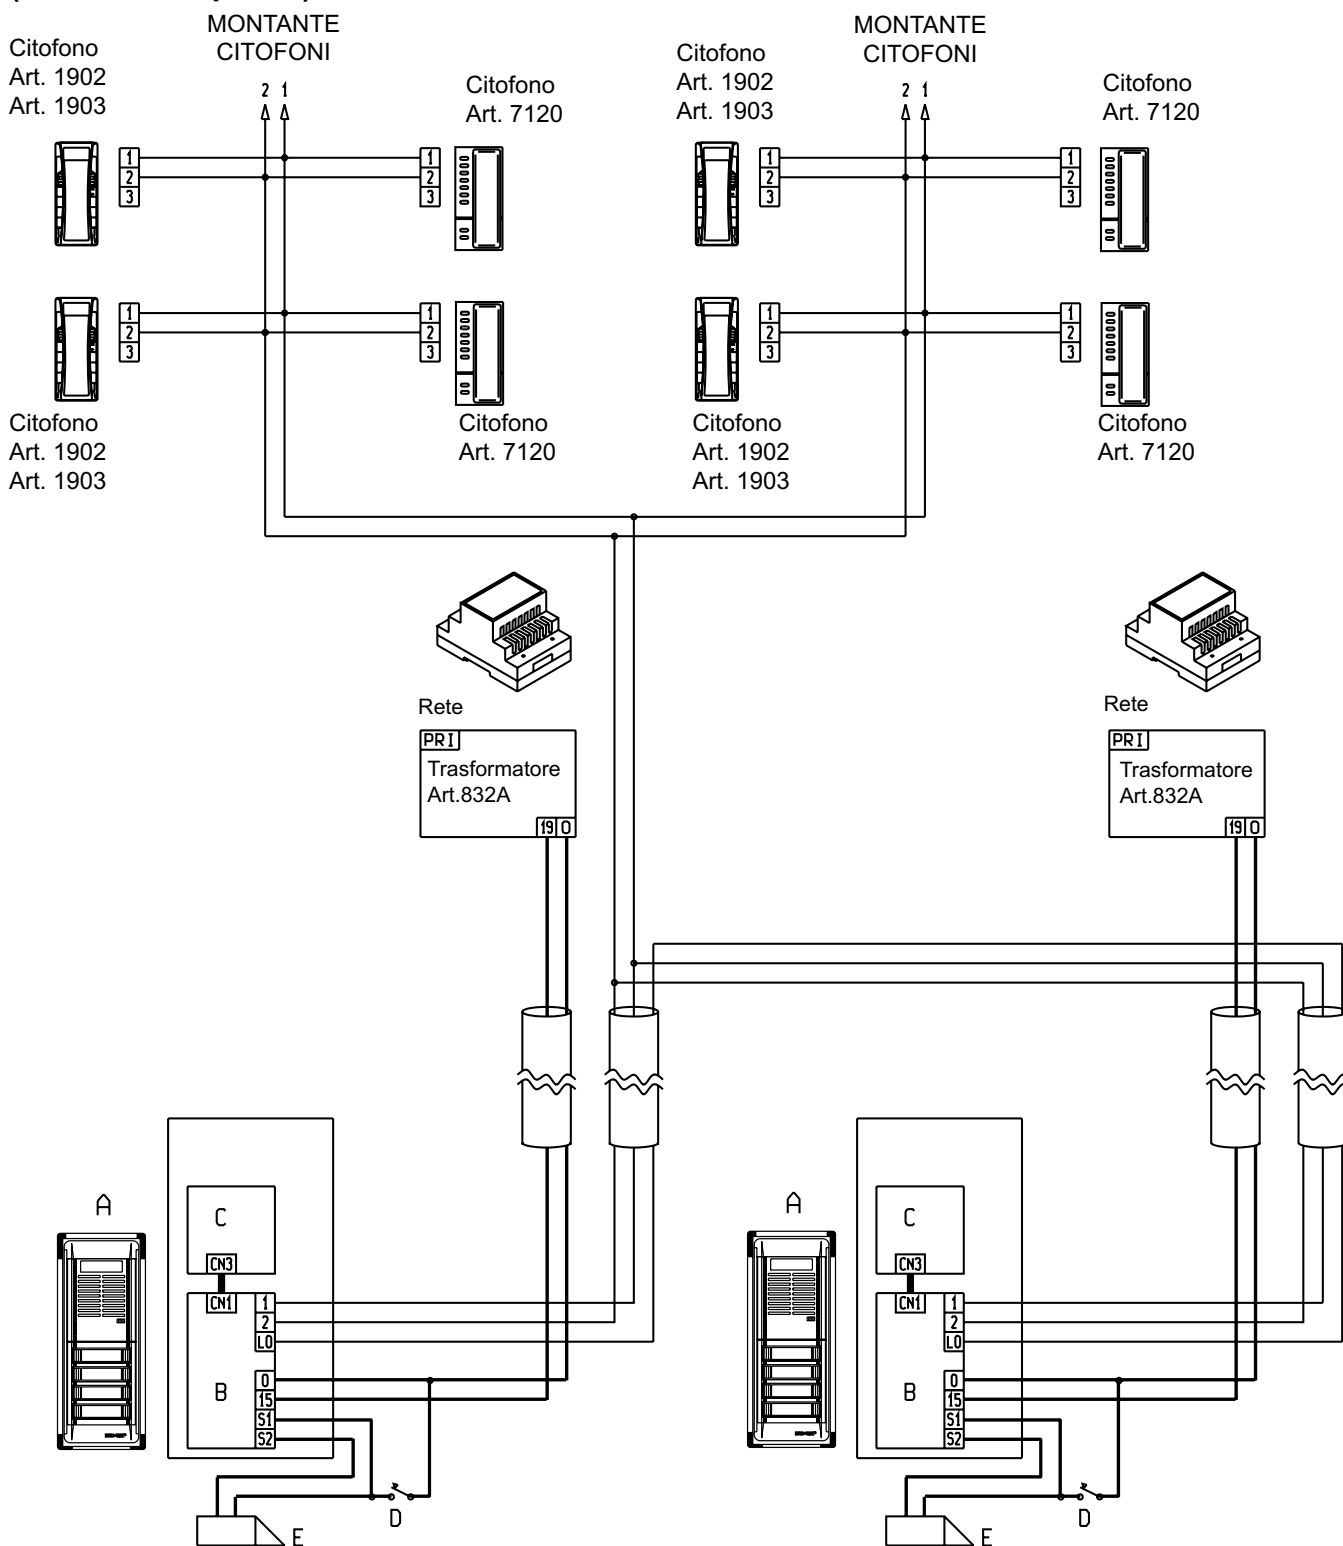 MONTANTE
CITOFONI
MONTANTE
CITOFONI
Citofono
Art. 1902
Art. 1903
2 1
Citofono
Art. 7120
Citofono
Art. 1902
Art. 1903
2 1
Citofono
Art. 7120
1
2
3
1
2
3
1
2
3
1
2
3
1
2
3
1
2
3
1
2
3
1
2
3
Citofono
Art. 1902
Art. 1903
Citofono
Art. 7120
Citofono
Art. 1902
Art. 1903
Citofono
Art. 7120
Rete
PRI
Trasformatore
Art.832A
19 0
Rete
PRI
Trasformatore
Art.832A
19 0
A
C
CN3
CN1
1
2
LO
B
0
15
S1
S2
D
E
A
C
CN3
CN1
1
2
LO
B
0
15
S1
S2
D
E